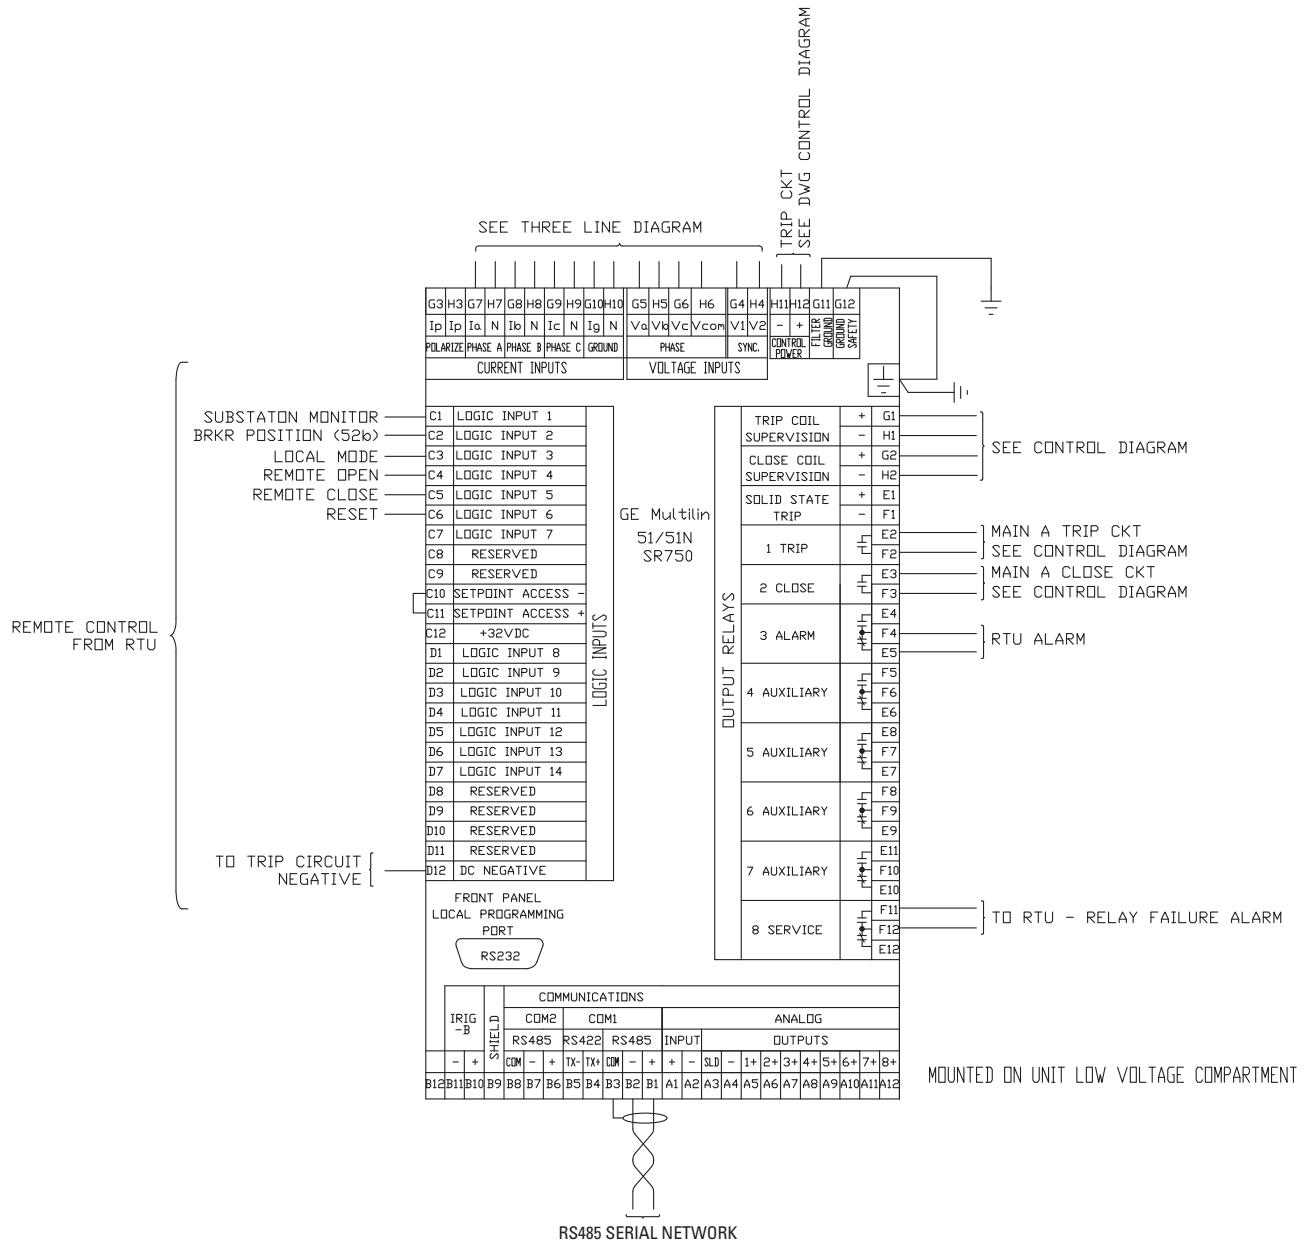 TRIP CKT
SEE DWG CONTROL DIAGRAM
SEE THREE LINE DIAGRAM
G3 H3 G7 H7 G8 H8 G9 H9 G10 H10 G5 H5 G6 H6 G4 H4 H11 H12 G11 G12
Ip Ip Ia N Ib N Ic N Ig N Va Vb Vc Vcom V1 V2 - +
POLARIZE PHASE A PHASE B PHASE C GROUND PHASE SYNC. CONTROL POWER FILTER GROUND GROUND SAFETY
CURRENT INPUTS VOLTAGE INPUTS
REMOTE CONTROL
FROM RTU
SUBSTATON MONITOR C1 LOGIC INPUT 1
BRKR POSITION (52b) C2 LOGIC INPUT 2
LOCAL MODE C3 LOGIC INPUT 3
REMOTE OPEN C4 LOGIC INPUT 4
REMOTE CLOSE C5 LOGIC INPUT 5
RESET C6 LOGIC INPUT 6
C7 LOGIC INPUT 7
C8 RESERVED
C9 RESERVED
C10 SETPOINT ACCESS -
C11 SETPOINT ACCESS +
C12 +32VDC
D1 LOGIC INPUT 8
D2 LOGIC INPUT 9
D3 LOGIC INPUT 10
D4 LOGIC INPUT 11
D5 LOGIC INPUT 12
D6 LOGIC INPUT 13
D7 LOGIC INPUT 14
D8 RESERVED
D9 RESERVED
D10 RESERVED
D11 RESERVED
D12 DC NEGATIVE
TO TRIP CIRCUIT
NEGATIVE
LOGIC INPUTS
GE Multilin
51/51N
SR750
OUTPUT RELAYS
TRIP COIL
SUPERVISION
+ G1
- H1
CLOSE COIL
SUPERVISION
+ G2
- H2
SEE CONTROL DIAGRAM
SOLID STATE
TRIP
+ E1
- F1
1 TRIP
E2 MAIN A TRIP CKT
F2 SEE CONTROL DIAGRAM
2 CLOSE
E3 MAIN A CLOSE CKT
F3 SEE CONTROL DIAGRAM
3 ALARM
E4
F4
E5
RTU ALARM
4 AUXILIARY
F5
F6
E6
5 AUXILIARY
E8
F7
E7
6 AUXILIARY
F8
F9
E9
7 AUXILIARY
E11
F10
E10
8 SERVICE
F11
F12
E12
TO RTU - RELAY FAILURE ALARM
FRONT PANEL
LOCAL PROGRAMMING
PORT
RS232
COMMUNICATIONS
IRIG
-B
SHIELD
COM2 COM1 ANALOG
RS485 RS422 RS485 INPUT OUTPUTS
- + COM - + TX- TX+ COM - + + - SLD - 1+ 2+ 3+ 4+ 5+ 6+ 7+ 8+
B12 B11 B10 B9 B8 B7 B6 B5 B4 B3 B2 B1 A1 A2 A3 A4 A5 A6 A7 A8 A9 A10 A11 A12
MOUNTED ON UNIT LOW VOLTAGE COMPARTMENT
RS485 SERIAL NETWORK